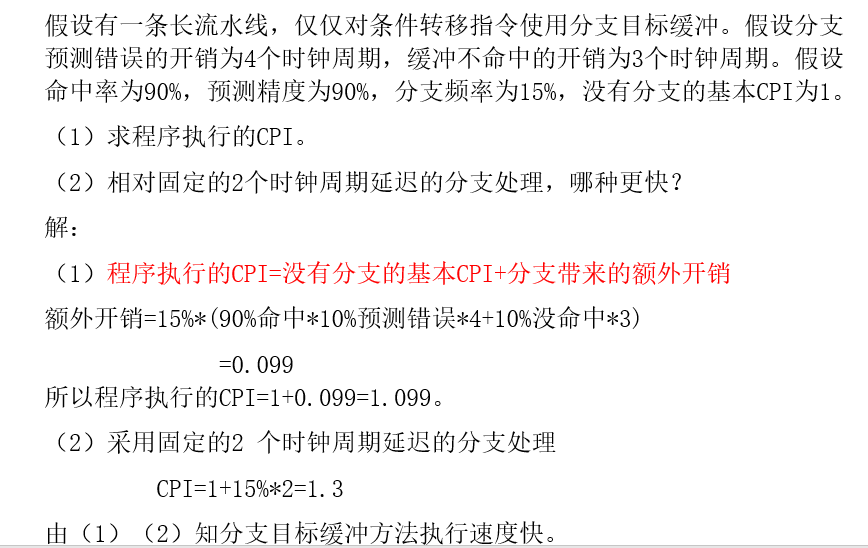 假设有一条长流水线，仅仅对条件转移指令使用分支目标缓冲。假设分支
预测错误的开销为4个时钟周期，缓冲不命中的开销为3个时钟周期。假设
命中率为90%，预测精度为90%，分支频率为15%，没有分支的基本CPI为1。
（1）求程序执行的CPI。
（2）相对固定的2个时钟周期延迟的分支处理，哪种更快？
解：
（1）程序执行的CPI=没有分支的基本CPI+分支带来的额外开销
额外开销=15%*(90%命中*10%预测错误*4+10%没命中*3)
=0.099
所以程序执行的CPI=1+0.099=1.099。
（2）采用固定的2 个时钟周期延迟的分支处理
CPI=1+15%*2=1.3
由（1）（2）知分支目标缓冲方法执行速度快。